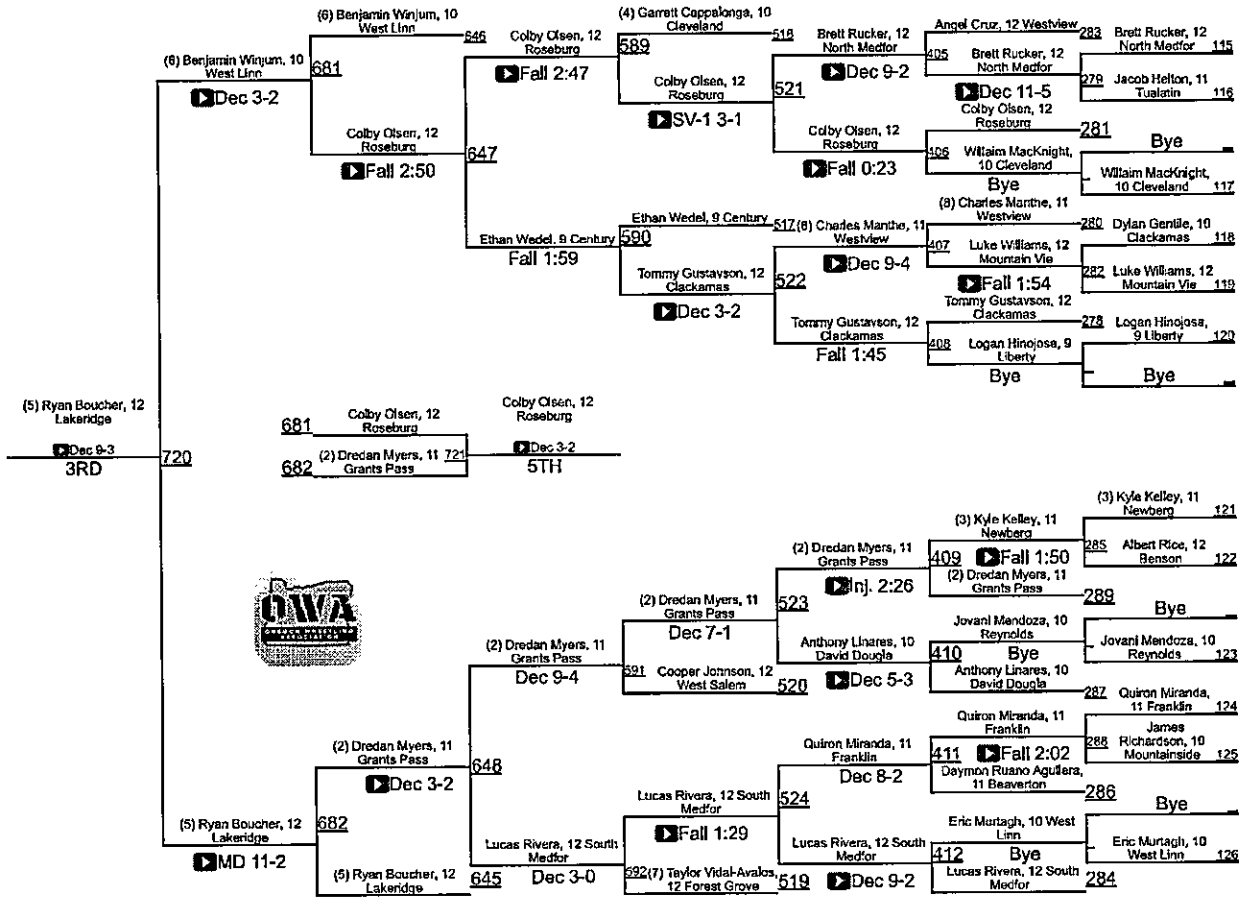 (6) Benjamin Winjum, 10
West Linn
646
(6) Benjamin Winjum, 10
West Linn
681
Dec 3-2
Colby Olsen, 12
Roseburg
Fall 2:50
Colby Olsen, 12
Roseburg
Fall 2:47
647
Ethan Wedel, 9 Century
Fall 1:59
(4) Garrett Coppalonga, 10
Cleveland
518
589
Colby Olsen, 12
Roseburg
SV-1 3-1
Ethan Wedel, 9 Century
517
590
Tommy Gustavson, 12
Clackamas
Dec 3-2
Brett Rucker, 12
North Medfor
Dec 9-2
521
Colby Olsen, 12
Roseburg
Fall 0:23
(8) Charles Manthe, 11
Westview
Dec 9-4
522
Tommy Gustavson, 12
Clackamas
Fall 1:45
Angel Cruz, 12 Westview
283
405
Brett Rucker, 12
North Medfor
Dec 11-5
Colby Olsen, 12
Roseburg
281
406
Willaim MacKnight,
10 Cleveland
Bye
(8) Charles Manthe, 11
Westview
280
407
Luke Williams, 12
Mountain Vie
Fall 1:54
Tommy Gustavson, 12
Clackamas
278
408
Logan Hinojosa, 9
Liberty
Bye
Brett Rucker, 12
North Medfor
115
279
Jacob Helton, 11
Tualatin
116
Bye
Willaim MacKnight,
10 Cleveland
117
Dylan Gentile, 10
Clackamas
118
282
Luke Williams, 12
Mountain Vie
119
Logan Hinojosa,
9 Liberty
120
Bye
(5) Ryan Boucher, 12
Lakeridge
Dec 9-3
3RD
720
681
Colby Olsen, 12
Roseburg
682
(2) Dredan Myers, 11
Grants Pass
721
Colby Olsen, 12
Roseburg
Dec 3-2
5TH
OWA
(5) Ryan Boucher, 12
Lakeridge
MD 11-2
682
(2) Dredan Myers, 11
Grants Pass
Dec 3-2
(5) Ryan Boucher, 12
Lakeridge
645
(2) Dredan Myers, 11
Grants Pass
Dec 9-4
648
Lucas Rivera, 12 South
Medfor
Dec 3-0
(2) Dredan Myers, 11
Grants Pass
Dec 7-1
591
Cooper Johnson, 12
West Salem
520
Lucas Rivera, 12 South
Medfor
Fall 1:29
592
(7) Taylor Vidal-Avalos,
12 Forest Grove
519
(2) Dredan Myers, 11
Grants Pass
Inj. 2:26
523
Anthony Linares, 10
David Dougla
Dec 5-3
Quiron Miranda, 11
Franklin
Dec 8-2
524
Lucas Rivera, 12 South
Medfor
Dec 9-2
(3) Kyle Kelley, 11
Newberg
409
Fall 1:50
(2) Dredan Myers, 11
Grants Pass
289
Jovani Mendoza, 10
Reynolds
410
Bye
Anthony Linares, 10
David Dougla
287
Quiron Miranda, 11
Franklin
411
Fall 2:02
Daymon Ruano Aguilera,
11 Beaverton
286
Eric Murtagh, 10 West
Linn
412
Bye
Lucas Rivera, 12 South
Medfor
284
(3) Kyle Kelley, 11
Newberg
121
285
Albert Rice, 12
Benson
122
Bye
Jovani Mendoza, 10
Reynolds
123
Quiron Miranda,
11 Franklin
124
288
James
Richardson, 10
Mountainside
125
Bye
Eric Murtagh, 10
West Linn
126